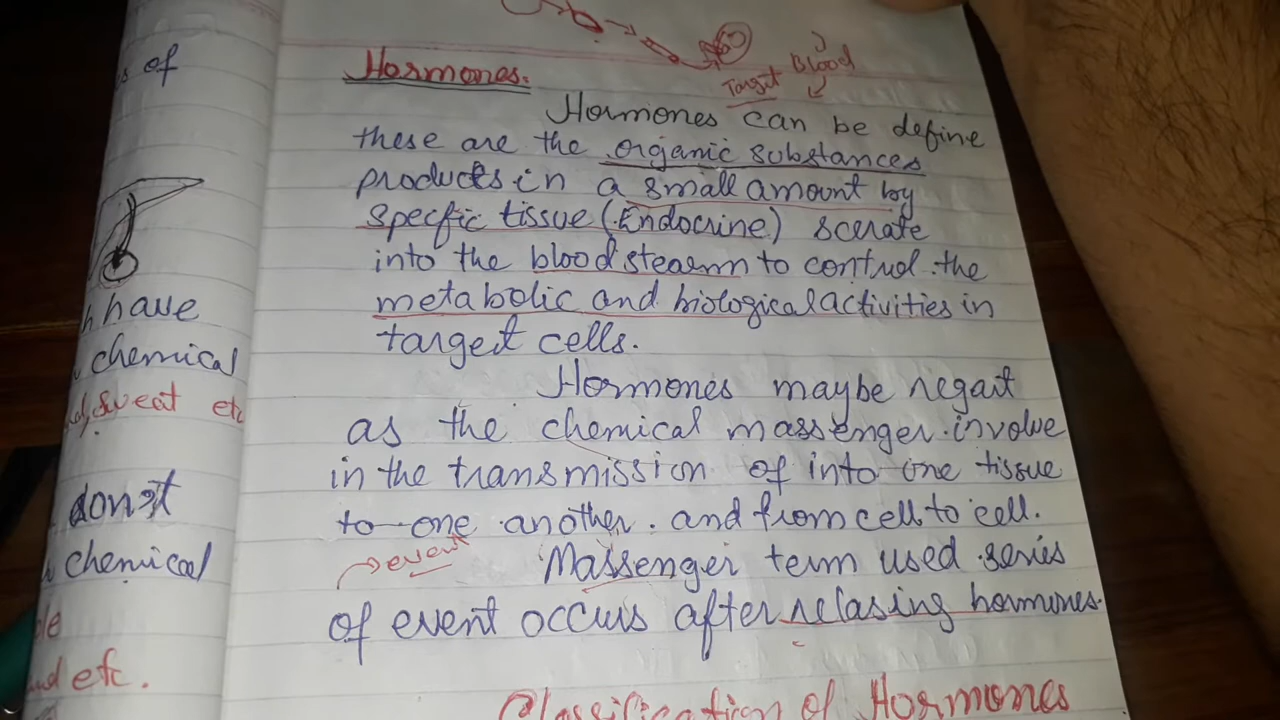 Blood
Target
s of
Hormones.
Hormones can be define
these are the organic substances
products in a small amount by
specfic tissue (Endocrine) scerate
into the blood stearm to control the
metabolic and biological activities in
target cells.
Hormones maybe regart
as the chemical massenger involve
in the transmission of into one tissue
to one another. and from cell to cell.
event
Massenger term used series
of event occurs after relasing hormones.
Classification of Hormones
have
chemical
sweat etc
donot
chemical
etc.